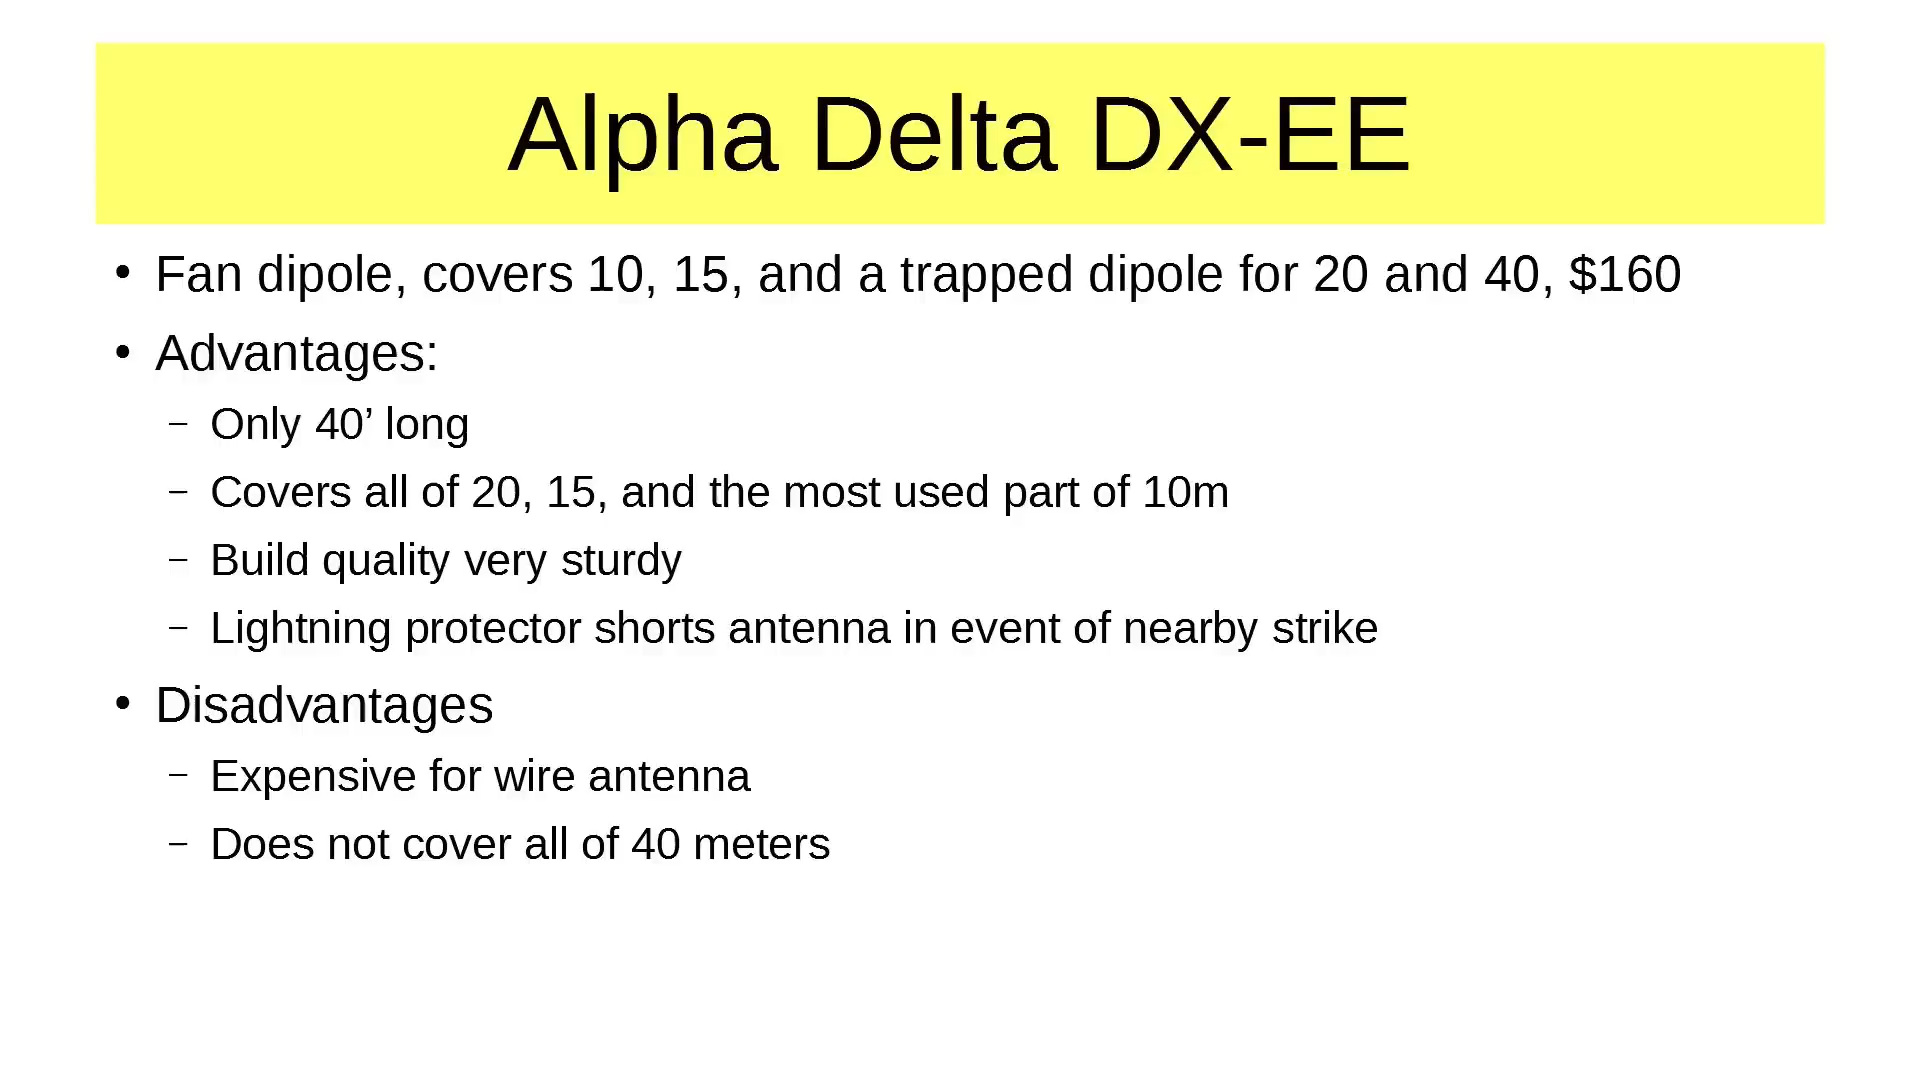 Alpha Delta DX-EE
• Fan dipole, covers 10, 15, and a trapped dipole for 20 and 40, $160
• Advantages:
– Only 40’ long
– Covers all of 20, 15, and the most used part of 10m
– Build quality very sturdy
– Lightning protector shorts antenna in event of nearby strike
• Disadvantages
– Expensive for wire antenna
– Does not cover all of 40 meters